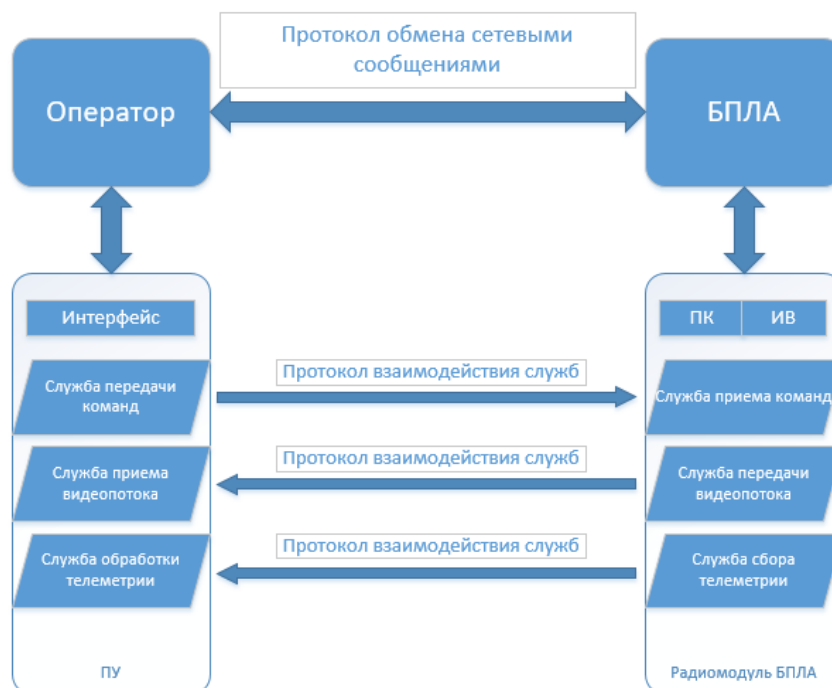 Протокол обмена сетевыми
сообщениями
Оператор
БПЛА
Интерфейс
ПК
ИВ
Служба передачи
команд
Протокол взаимодействия служб
Служба приема команд
Служба приема
видеопотока
Протокол взаимодействия служб
Служба передачи
видеопотока
Служба обработки
телеметрии
Протокол взаимодействия служб
Служба сбора
телеметрии
ПУ
Радиомодуль БПЛА